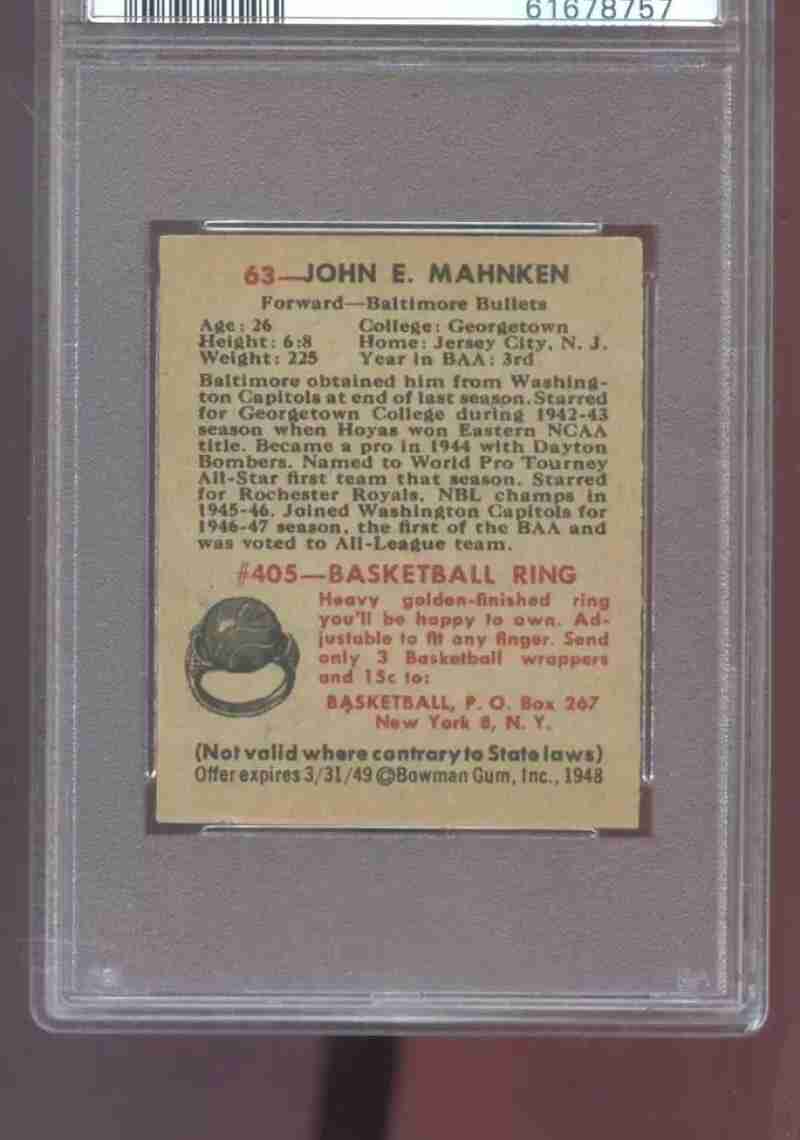 61678757
63—JOHN E. MAHNKEN
Forward—Baltimore Bullets
Age: 26 College: Georgetown
Height: 6:8 Home: Jersey City, N. J.
Weight: 225 Year in BAA: 3rd
Baltimore obtained him from Washing-
ton Capitols at end of last season. Starred
for Georgetown College during 1942-43
season when Hoyas won Eastern NCAA
title. Became a pro in 1944 with Dayton
Bombers. Named to World Pro Tourney
All-Star first team that season. Starred
for Rochester Royals, NBL champs in
1945-46. Joined Washington Capitols for
1946-47 season, the first of the BAA and
was voted to All-League team.
#405—BASKETBALL RING
Heavy golden-finished ring
you'll be happy to own. Ad-
justable to fit any finger. Send
only 3 Basketball wrappers
and 15c to:
BASKETBALL, P. O. Box 267
New York 8, N. Y.
(Not valid where contrary to State laws)
Offer expires 3/31/49 ©Bowman Gum, Inc., 1948